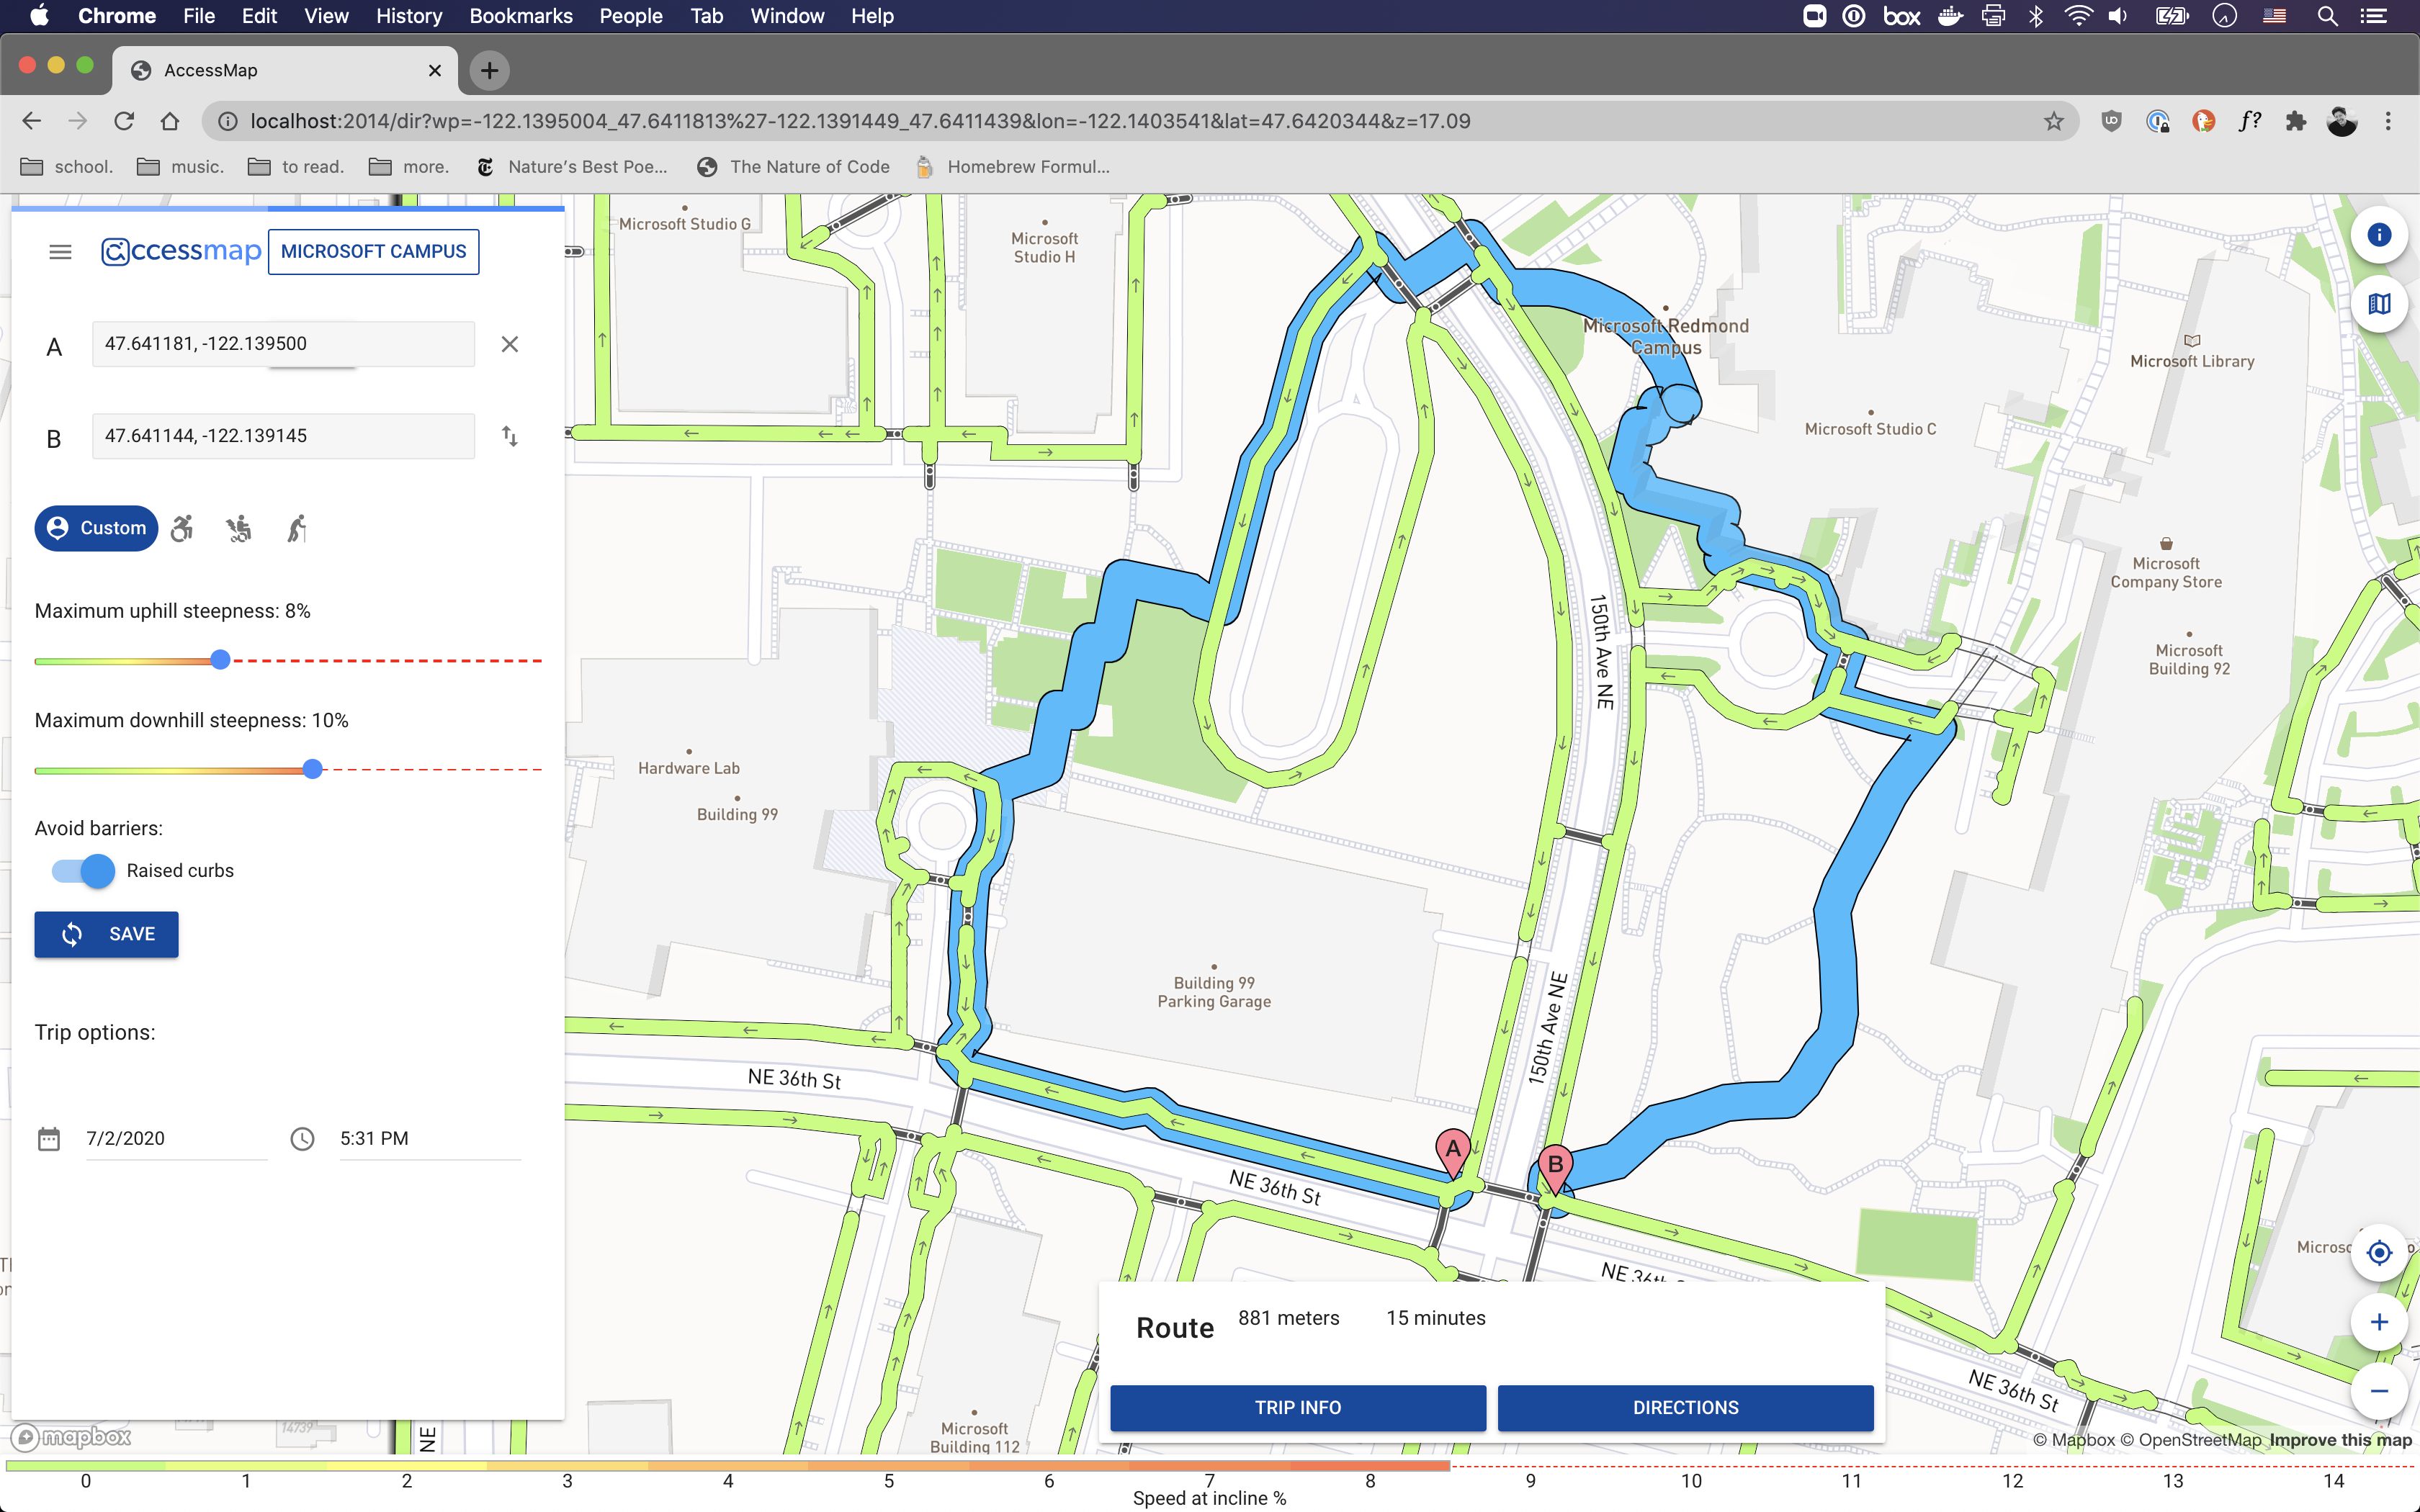 Chrome File Edit View History Bookmarks People Tab Window Help
box
AccessMap
localhost:2014/dir?wp=-122.1395004_47.6411813%27-122.1391449_47.6411439&lon=-122.1403541&lat=47.6420344&z=17.09
school. music. to read. more. Nature's Best Poe... The Nature of Code Homebrew Formul...
accessmap MICROSOFT CAMPUS
A 47.641181, -122.139500
B 47.641144, -122.139145
Custom
Maximum uphill steepness: 8%
Maximum downhill steepness: 10%
Avoid barriers:
Raised curbs
SAVE
Trip options:
7/2/2020 5:31 PM
Microsoft Studio G
Microsoft
Studio H
Microsoft Redmond
Campus
Microsoft Library
Microsoft Studio C
Microsoft
Company Store
Microsoft
Building 92
150th Ave NE
Hardware Lab
Building 99
Building 99
Parking Garage
150th Ave NE
NE 36th St
NE 36th St
A
B
NE 36th S
NE 36th St
Microsoft
Building 112
14739
NE
Route 881 meters 15 minutes
TRIP INFO DIRECTIONS
mapbox
© Mapbox © OpenStreetMap Improve this map
0 1 2 3 4 5 6 7 8 9 10 11 12 13 14
Speed at incline %